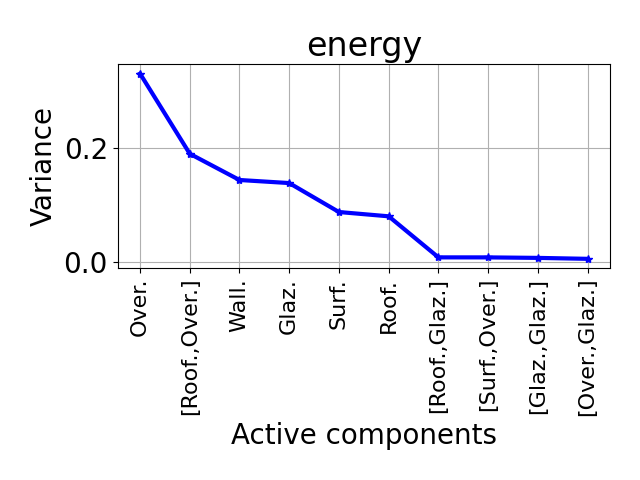 energy
Variance
0.2
0.0
Over.
[Roof.,Over.]
Wall.
Glaz.
Surf.
Roof.
[Roof.,Glaz.]
[Surf.,Over.]
[Glaz.,Glaz.]
[Over.,Glaz.]
Active components